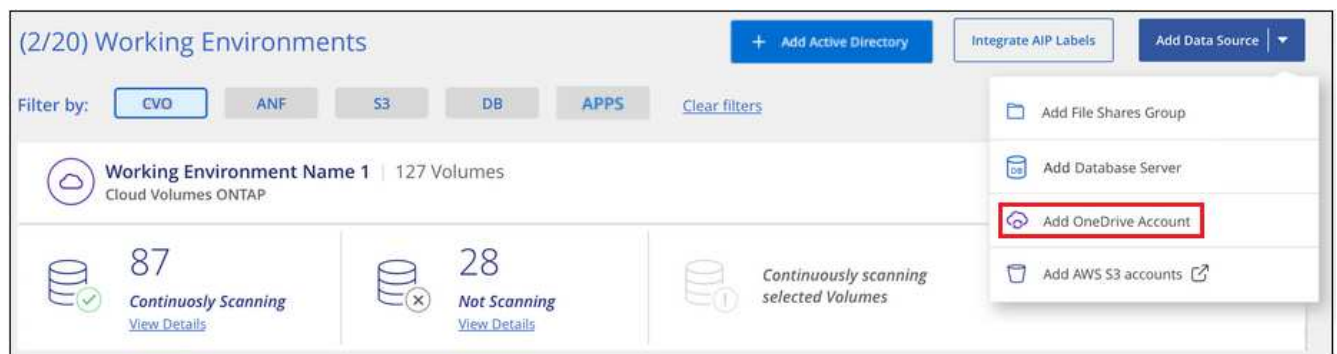 (2/20) Working Environments
+ Add Active Directory
Integrate AIP Labels
Add Data Source
Filter by:
CVO
ANF
S3
DB
APPS
Clear filters
Add File Shares Group
DB
Add Database Server
Add OneDrive Account
Add AWS S3 accounts
Working Environment Name 1 | 127 Volumes
Cloud Volumes ONTAP
87
Continuosly Scanning
View Details
28
Not Scanning
View Details
Continuously scanning
selected Volumes